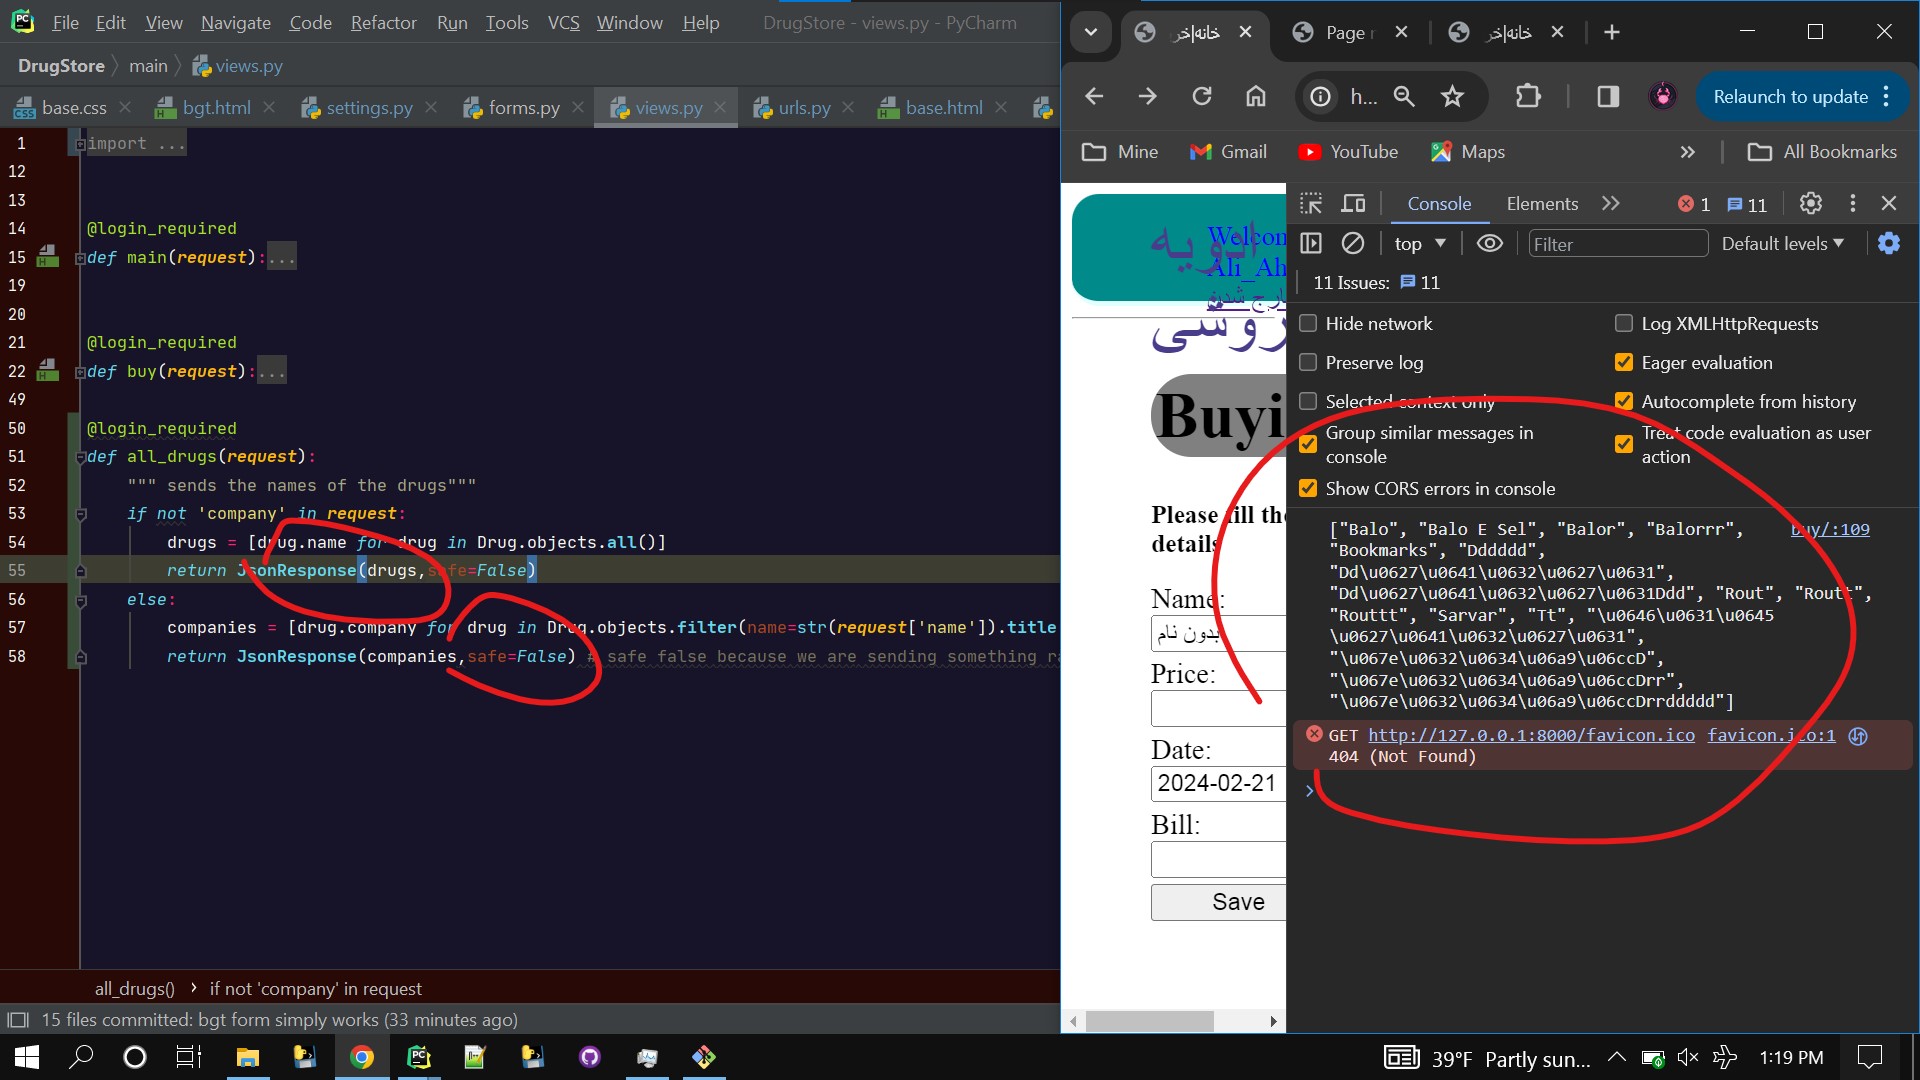 File Edit View Navigate Code Refactor Run Tools VCS Window Help DrugStore - views.py - PyCharm
DrugStore main views.py
base.css bgt.html settings.py forms.py views.py urls.py base.html
1 import ...
12
13
14 @login_required
15 def main(request):...
19
20
21 @login_required
22 def buy(request):...
49
50 @login_required
51 def all_drugs(request):
52 """ sends the names of the drugs"""
53 if not 'company' in request:
54 drugs = [drug.name for drug in Drug.objects.all()]
55 return JsonResponse(drugs,safe=False)
56 else:
57 companies = [drug.company for drug in Drug.objects.filter(name=str(request['name']).title
58 return JsonResponse(companies,safe=False) # safe false because we are sending something ra
all_drugs() › if not 'company' in request
15 files committed: bgt form simply works (33 minutes ago)
خانه|خر Page خانه|خر
h... Relaunch to update
Mine Gmail YouTube Maps » All Bookmarks
ادویه
Welcom
Ali_Ah
ارج شدن
روشی
Buyi
Please fill the
details
Name:
بدون نام
Price:
Date:
2024-02-21
Bill:
Save
Console Elements » 1 11
top Filter Default levels
11 Issues: 11
Hide network Log XMLHttpRequests
Preserve log Eager evaluation
Selected context only Autocomplete from history
Group similar messages in console Treat code evaluation as user action
Show CORS errors in console
["Balo", "Balo E Sel", "Balor", "Balorrr", buy/:109
"Bookmarks", "Dddddd",
"Dd\u0627\u0641\u0632\u0627\u0631",
"Dd\u0627\u0641\u0632\u0627\u0631Ddd", "Rout", "Routt",
"Routtt", "Sarvar", "Tt", "\u0646\u0631\u0645
\u0627\u0641\u0632\u0627\u0631",
"\u067e\u0632\u0634\u06a9\u06ccD",
"\u067e\u0632\u0634\u06a9\u06ccDrr",
"\u067e\u0632\u0634\u06a9\u06ccDrrddddd"]
GET http://127.0.0.1:8000/favicon.ico favicon.ico:1
404 (Not Found)
39°F Partly sun... 1:19 PM